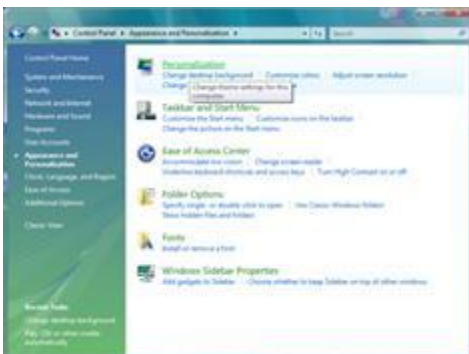 Control Panel ▸ Appearance and Personalization ▸
Search
Control Panel Home
System and Maintenance
Security
Network and Internet
Hardware and Sound
Programs
User Accounts
Appearance and
Personalization
Clock, Language, and Region
Ease of Access
Additional Options
Classic View
Recent Tasks
Change desktop background
Play CDs or other media
automatically
Personalization
Change desktop background
Customize colors
Adjust screen resolution
Change
Change theme settings for this
computer.
Taskbar and Start Menu
Customize the Start menu
Customize icons on the taskbar
Change the picture on the Start menu
Ease of Access Center
Accommodate low vision
Change screen reader
Underline keyboard shortcuts and access keys
Turn High Contrast on or off
Folder Options
Specify single- or double-click to open
Use Classic Windows folders
Show hidden files and folders
Fonts
Install or remove a font
Windows Sidebar Properties
Add gadgets to Sidebar
Choose whether to keep Sidebar on top of other windows